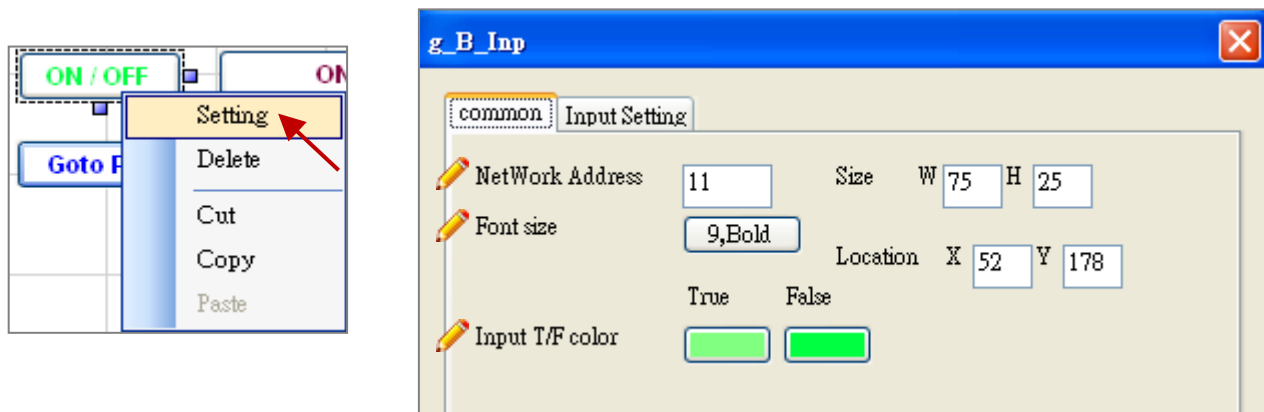 ON / OFF
ON
Setting
Goto P
Delete
Cut
Copy
Paste
g_B_Inp
common Input Setting
NetWork Address 11 Size W 75 H 25
Font size 9,Bold
Location X 52 Y 178
True False
Input T/F color